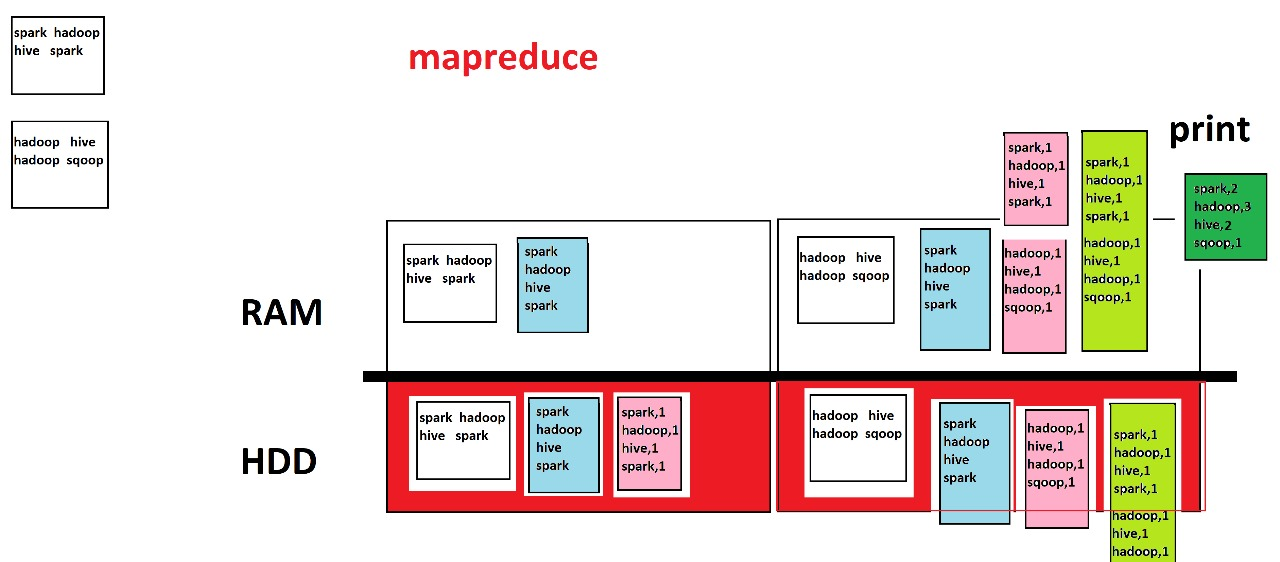 spark hadoop
hive spark
mapreduce
hadoop hive
hadoop sqoop
print
spark,1
hadoop,1
hive,1
spark,1
spark,1
hadoop,1
hive,1
spark,1
hadoop,1
hive,1
hadoop,1
sqoop,1
spark,2
hadoop,3
hive,2
sqoop,1
RAM
spark hadoop
hive spark
spark
hadoop
hive
spark
hadoop hive
hadoop sqoop
spark
hadoop
hive
spark
hadoop,1
hive,1
hadoop,1
sqoop,1
HDD
spark hadoop
hive spark
spark
hadoop
hive
spark
spark,1
hadoop,1
hive,1
spark,1
hadoop hive
hadoop sqoop
spark
hadoop
hive
spark
hadoop,1
hive,1
hadoop,1
sqoop,1
spark,1
hadoop,1
hive,1
spark,1
hadoop,1
hive,1
hadoop,1